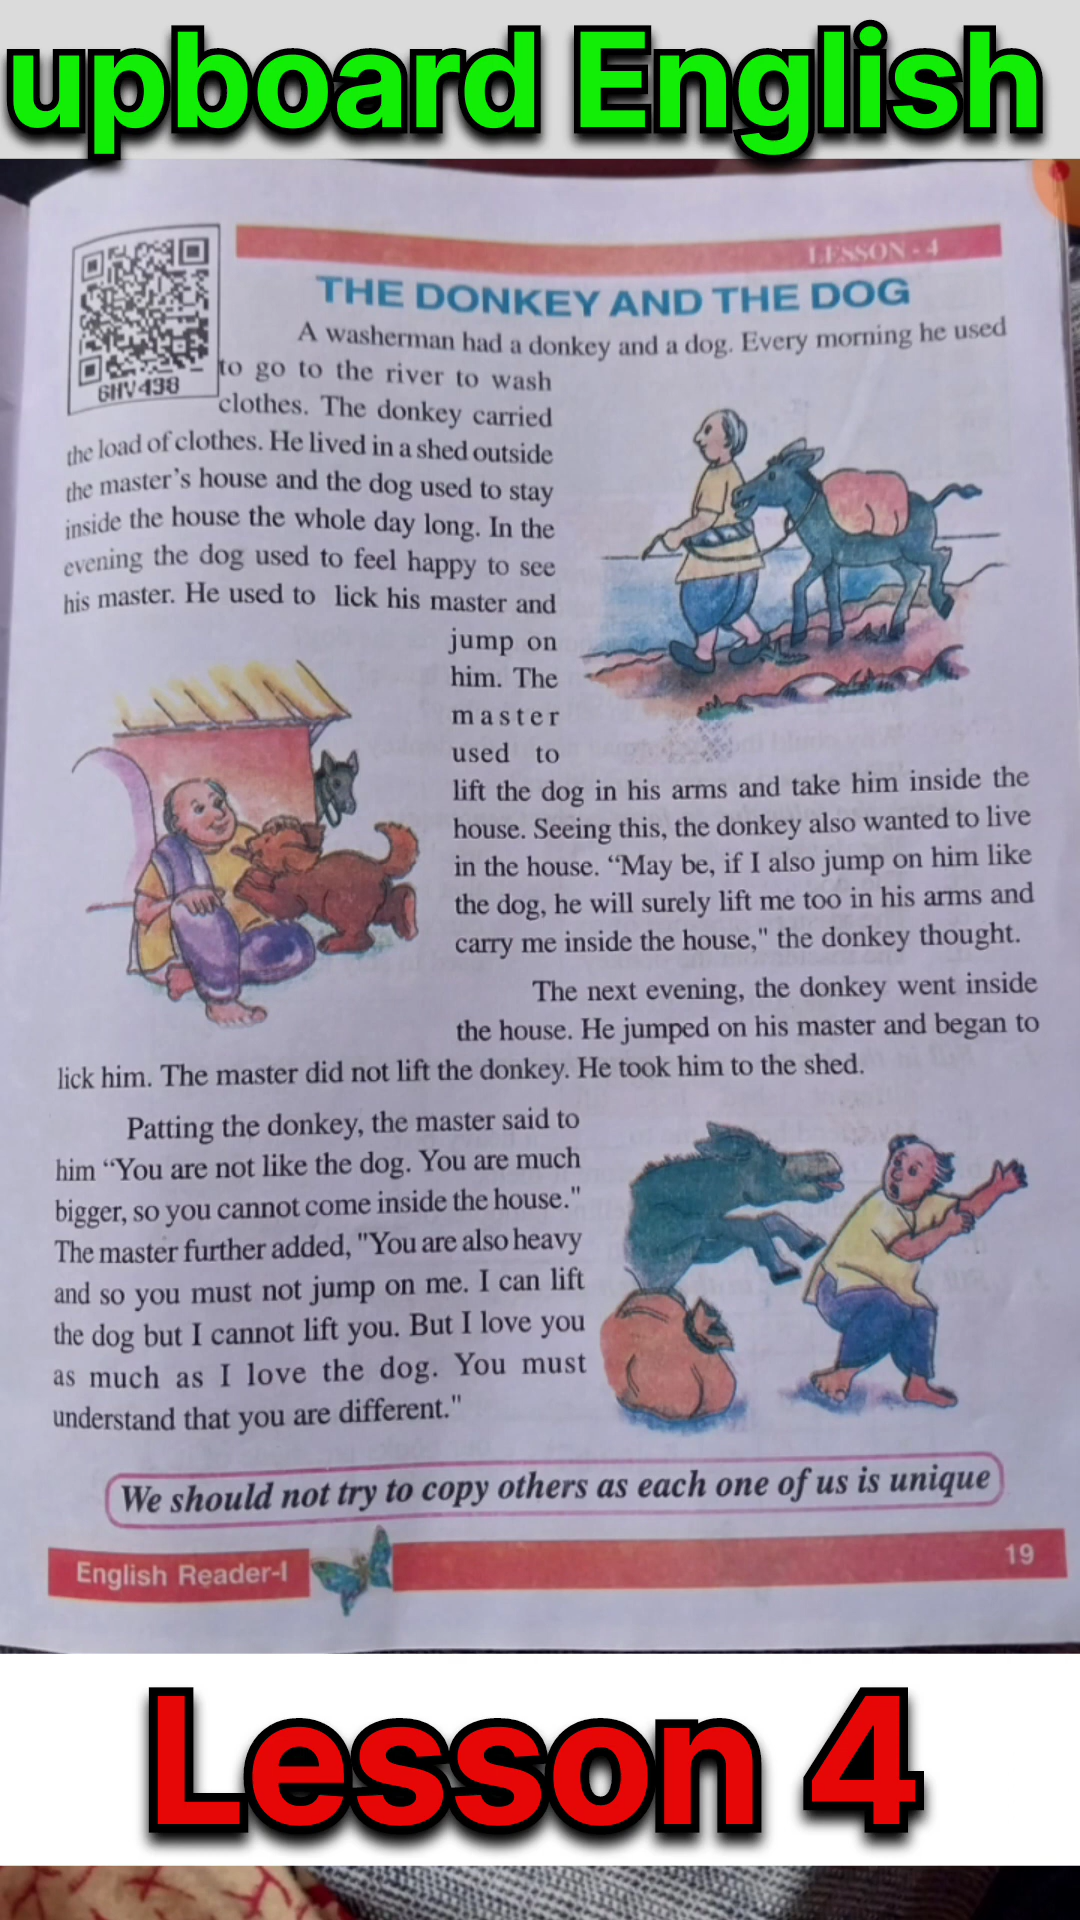 upboard English
LESSON - 4
6HV438
THE DONKEY AND THE DOG
A washerman had a donkey and a dog. Every morning he used
to go to the river to wash
clothes. The donkey carried
the load of clothes. He lived in a shed outside
the master's house and the dog used to stay
inside the house the whole day long. In the
evening the dog used to feel happy to see
his master. He used to lick his master and
jump on
him. The
master
used to
lift the dog in his arms and take him inside the
house. Seeing this, the donkey also wanted to live
in the house. “May be, if I also jump on him like
the dog, he will surely lift me too in his arms and
carry me inside the house," the donkey thought.
The next evening, the donkey went inside
the house. He jumped on his master and began to
lick him. The master did not lift the donkey. He took him to the shed.
Patting the donkey, the master said to
him “You are not like the dog. You are much
bigger, so you cannot come inside the house."
The master further added, "You are also heavy
and so you must not jump on me. I can lift
the dog but I cannot lift you. But I love you
as much as I love the dog. You must
understand that you are different."
We should not try to copy others as each one of us is unique
English Reader-I
19
Lesson 4